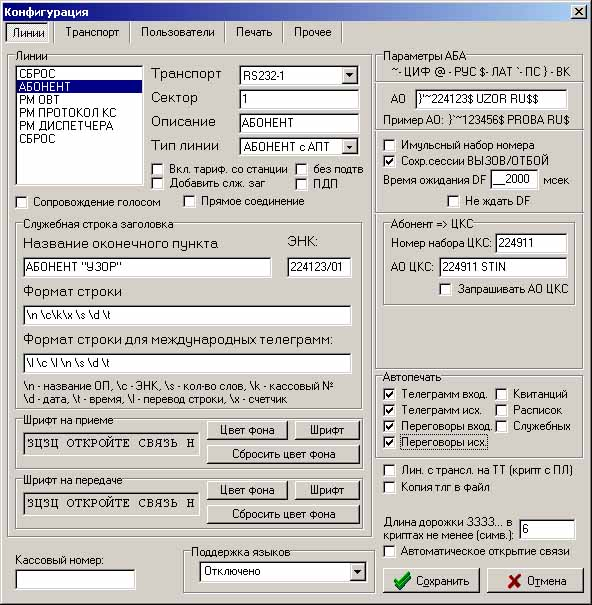 Конфигурация
Линии Транспорт Пользователи Печать Прочее
Линии
СБРОС
АБОНЕНТ
РМ ОВТ
РМ ПРОТОКОЛ КС
РМ ДИСПЕТЧЕРА
СБРОС
Транспорт RS232-1
Сектор 1
Описание АБОНЕНТ
Тип линии АБОНЕНТ с АПТ
Вкл. тариф. со станции без подтв
Добавить слж. заг ПДП
Сопровождение голосом Прямое соединение
Служебная строка заголовка
Название оконечного пункта ЭНК:
АБОНЕНТ "УЗОР" 224123/01
Формат строки
\n \c\k\x \s \d \t
Формат строки для международных телеграмм:
\l \c \l \n \s \d \t
\n - название ОП, \c - ЭНК, \s - кол-во слов, \k - кассовый №
\d - дата, \t - время, \l - перевод строки, \x - счетчик
Шрифт на приеме
ЗЦЗЦ ОТКРОЙТЕ СВЯЗЬ Н
Цвет фона Шрифт
Сбросить цвет фона
Шрифт на передаче
ЗЦЗЦ ОТКРОЙТЕ СВЯЗЬ Н
Цвет фона Шрифт
Сбросить цвет фона
Кассовый номер:
Поддержка языков
Отключено
Параметры АБА
~- ЦИФ @ - РУС $- ЛАТ `- ПС } - ВК
АО }`~224123$ UZOR RU$$
Пример АО: }`~123456$ PROBA RU$
Имульсный набор номера
Сохр.сессии ВЫЗОВ/ОТБОЙ
Время ожидания DF __2000 мсек
Не ждать DF
Абонент => ЦКС
Номер набора ЦКС: 224911
АО ЦКС: 224911 STIN
Запрашивать АО ЦКС
Автопечать
Телеграмм вход. Квитанций
Телеграмм исх. Расписок
Переговоры вход. Служебных
Переговоры исх.
Лин. с трансл. на ТТ (крипт с ПЛ)
Копия тлг в файл
Длина дорожки ЗЗЗЗ... в
криптах не менее (симв.): 6
Автоматическое открытие связи
Сохранить Отмена